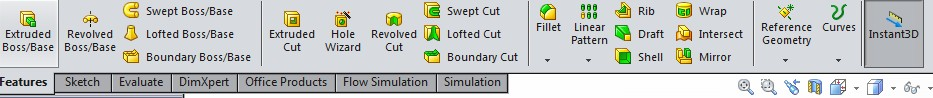 Extruded Boss/Base
Revolved Boss/Base
Swept Boss/Base
Lofted Boss/Base
Boundary Boss/Base
Extruded Cut
Hole Wizard
Revolved Cut
Swept Cut
Lofted Cut
Boundary Cut
Fillet
Linear Pattern
Rib
Draft
Shell
Wrap
Intersect
Mirror
Reference Geometry
Curves
Instant3D
Features
Sketch
Evaluate
DimXpert
Office Products
Flow Simulation
Simulation